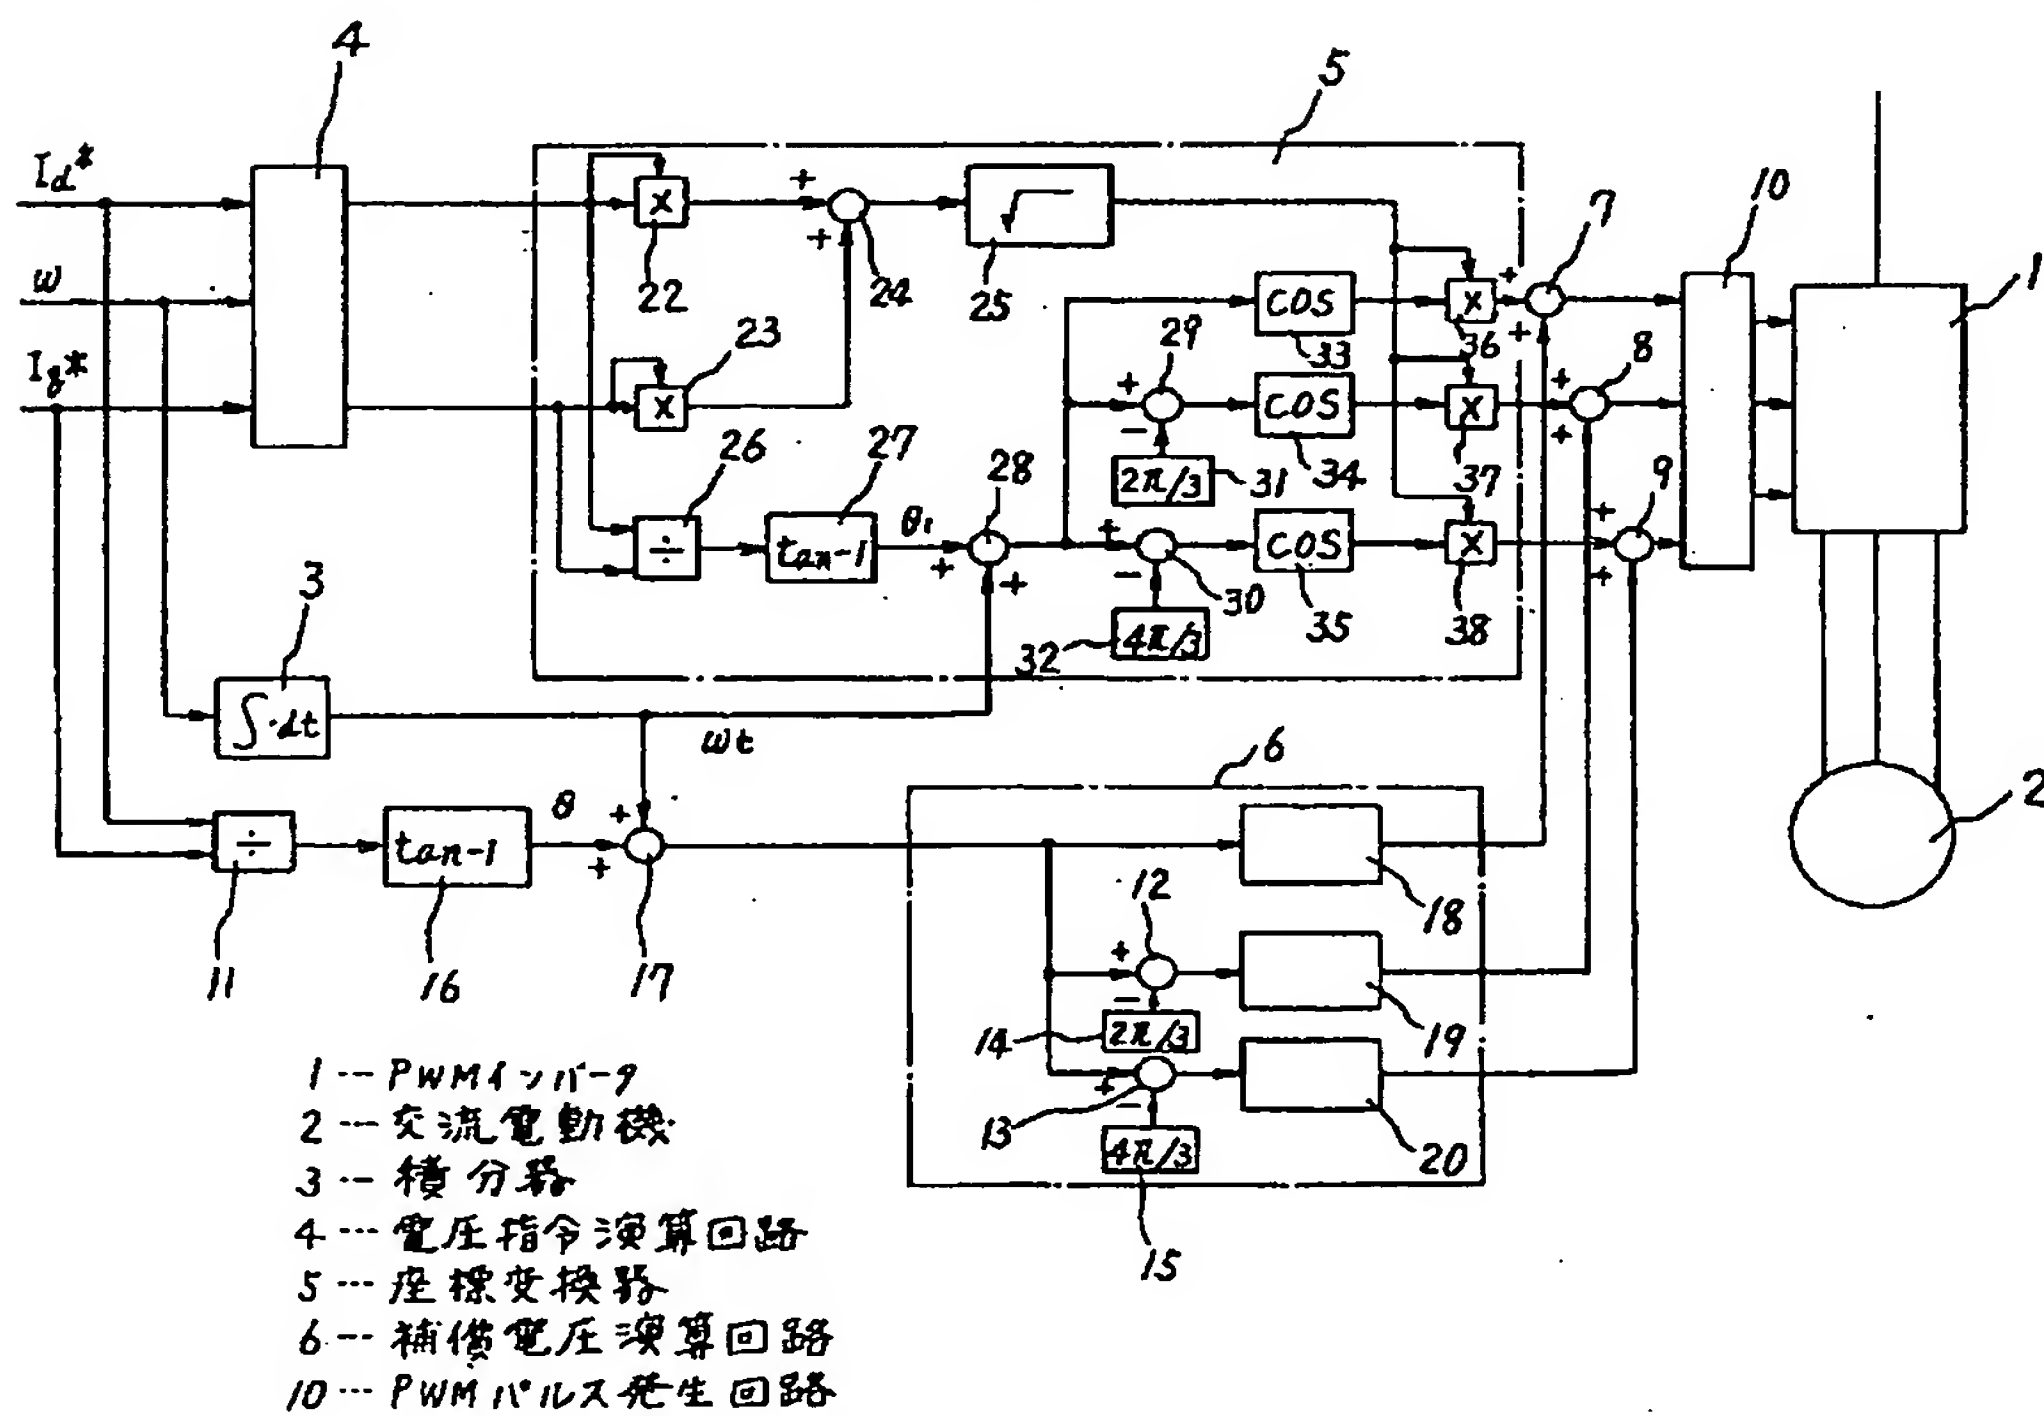 4
5
Id*
ω
Iq*
×
22
+
+
24
√
25
7
10
1
×
23
COS
33
×
36
+
+
29
+
−
COS
34
×
37
8
+
+
2π/3
31
26
÷
27
tan-1
θ1
28
+
+
+
−
30
COS
35
×
38
9
+
+
32
4π/3
3
∫·dt
ωt
6
2
11
÷
16
tan-1
θ
+
+
17
18
12
+
−
19
14
2π/3
13
+
−
20
4π/3
15
1 --- PWMインバータ
2 --- 交流電動機
3 --- 積分器
4 --- 電圧指令演算回路
5 --- 座標変換器
6 --- 補償電圧演算回路
10 --- PWMパルス発生回路